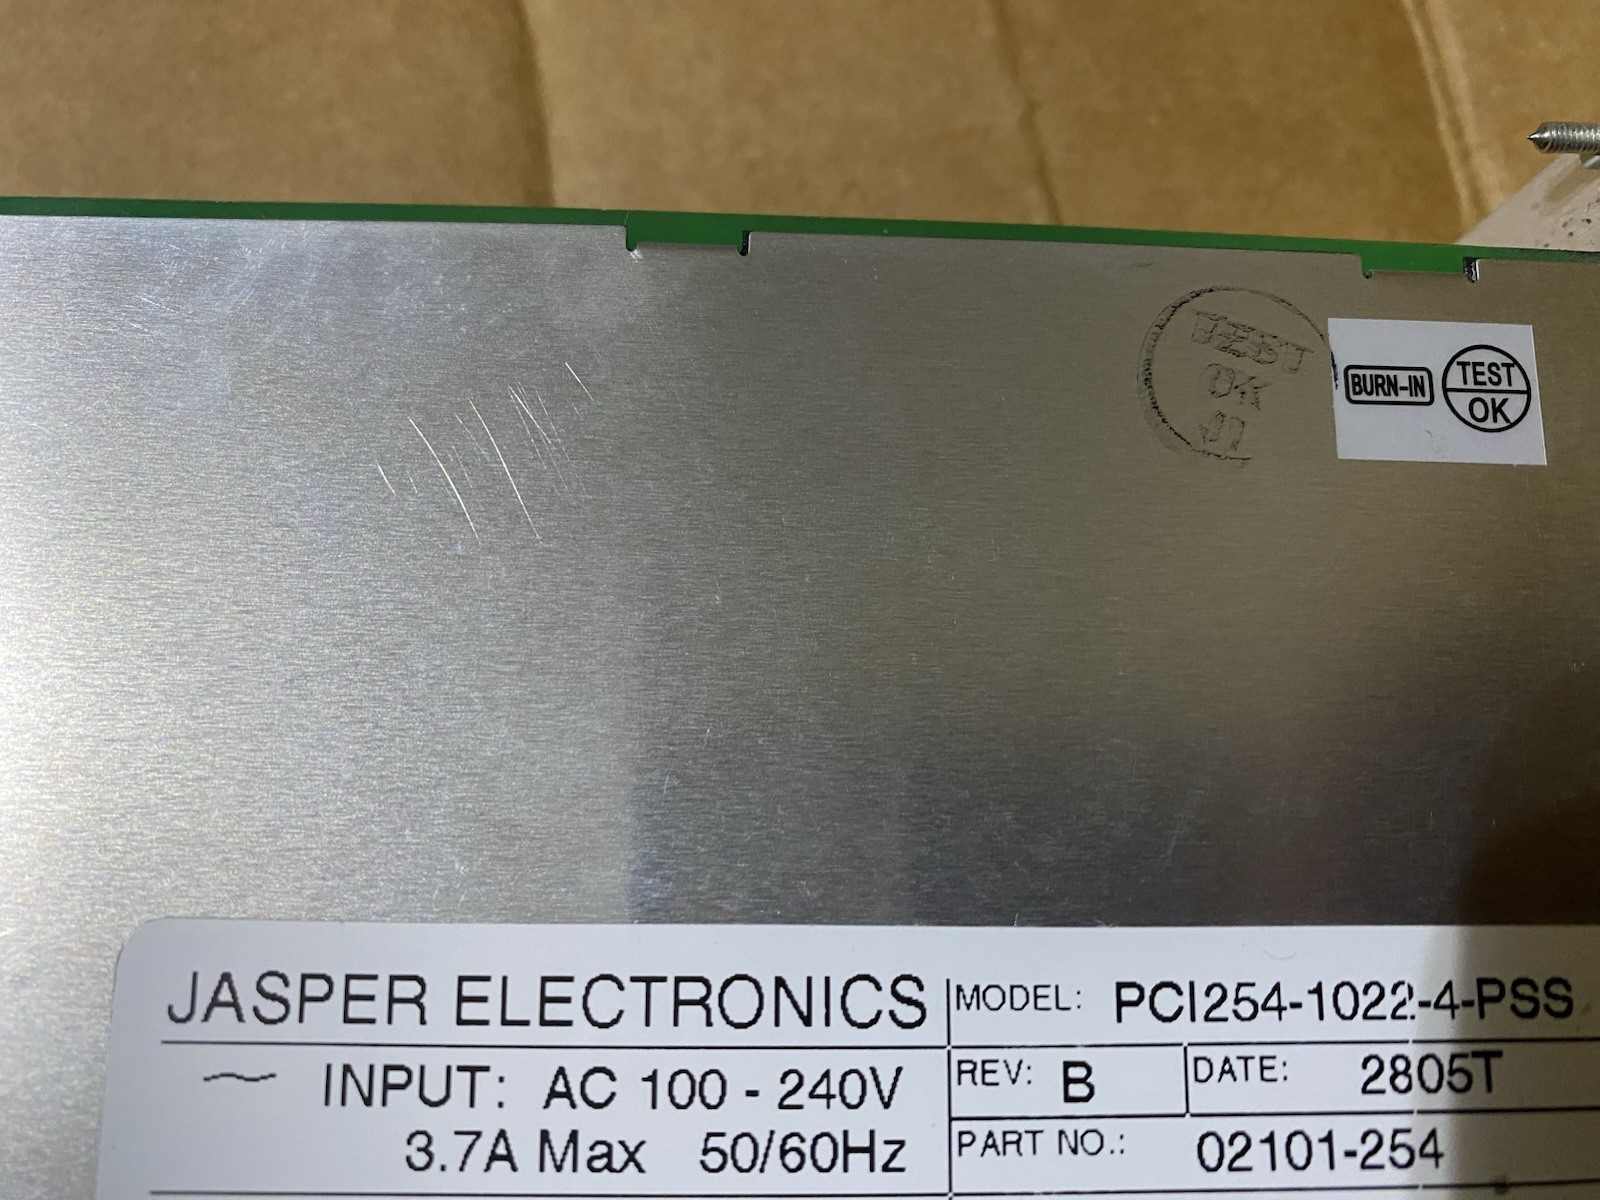 TEST
OK
BURN-IN
TEST
OK
JASPER ELECTRONICS
MODEL: PCI254-1022-4-PSS
INPUT: AC 100 - 240V
REV: B
DATE: 2805T
3.7A Max 50/60Hz
PART NO.: 02101-254